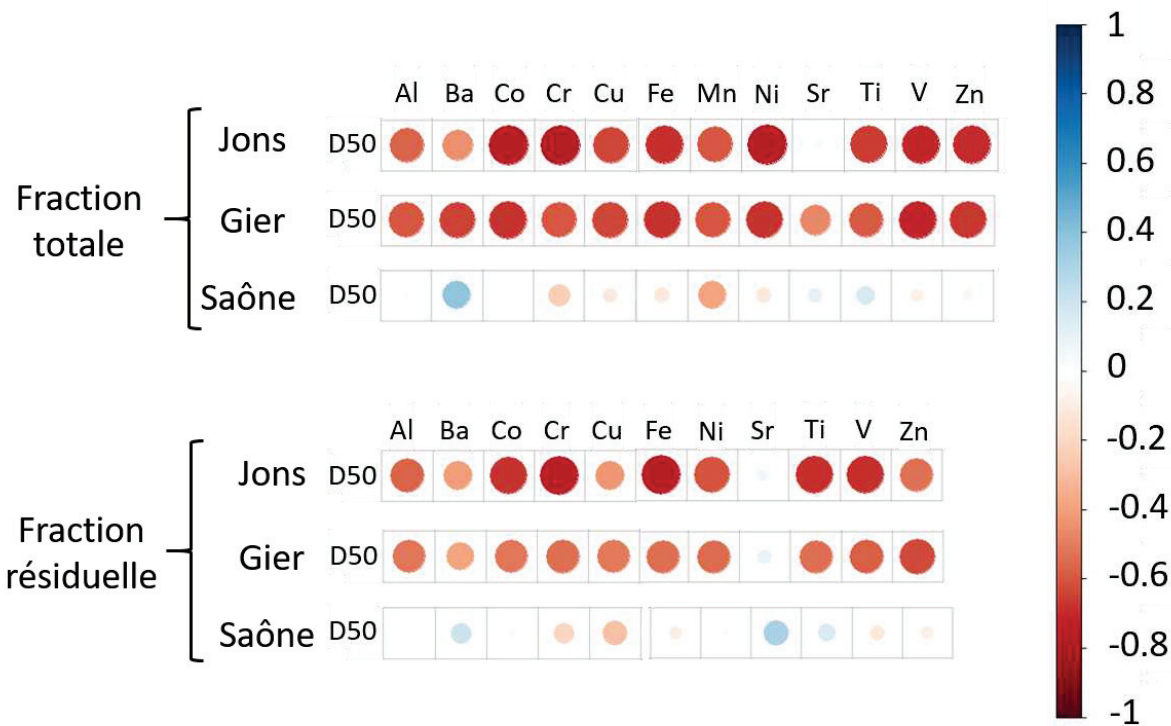 Al Ba Co Cr Cu Fe Mn Ni Sr Ti V Zn
Fraction
totale
Jons D50
Gier D50
Saône D50
Al Ba Co Cr Cu Fe Ni Sr Ti V Zn
Fraction
résiduelle
Jons D50
Gier D50
Saône D50
1
0.8
0.6
0.4
0.2
0
-0.2
-0.4
-0.6
-0.8
-1